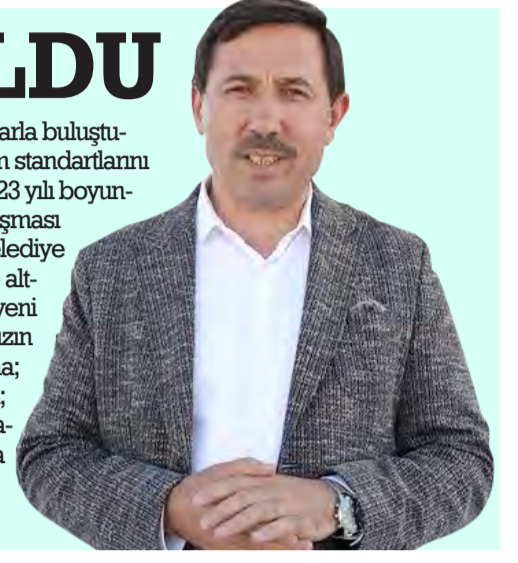 LDU
arla buluştu-
n standartlarını
23 yılı boyun-
şması
lediye
alt-
yeni
ızın
a;
;
a-
a